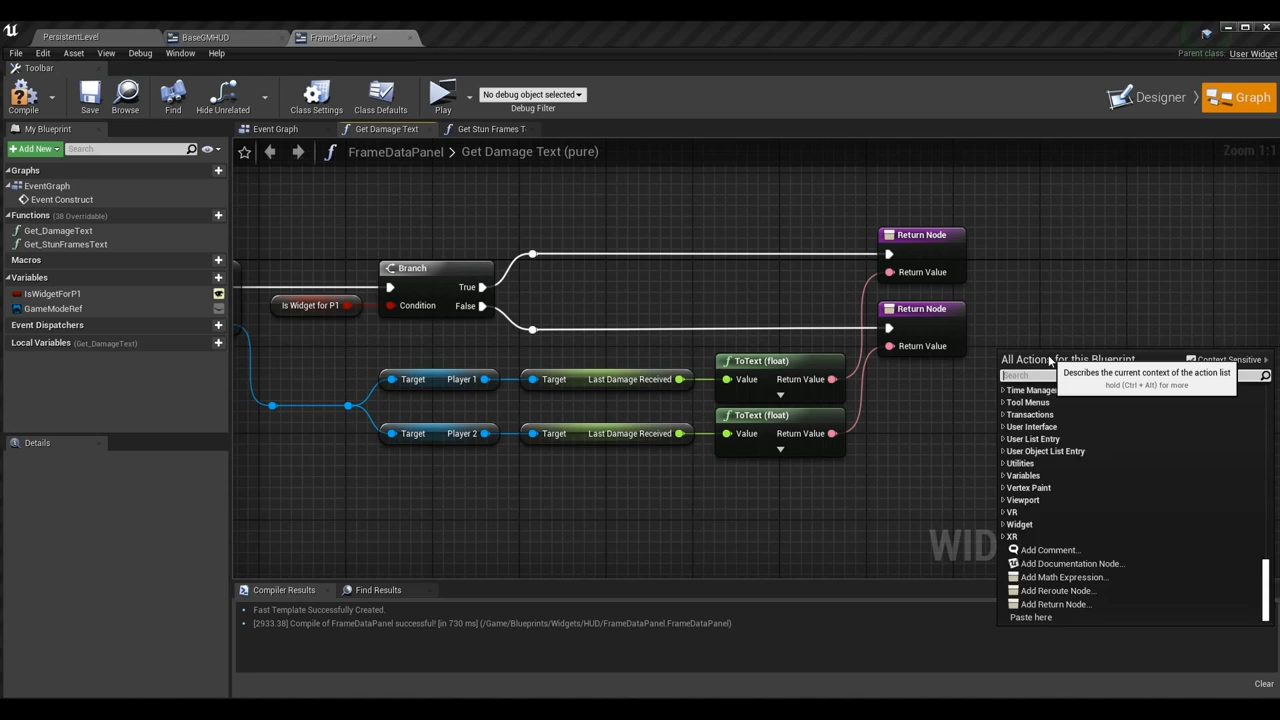 PersistentLevel
BaseGMHUD
FrameDataPanel*
File Edit Asset View Debug Window Help
Parent class: User Widget
Toolbar
Compile Save Browse Find Hide Unrelated Class Settings Class Defaults Play
No debug object selected
Debug Filter
Designer
Graph
My Blueprint
Event Graph
Get Damage Text
Get Stun Frames T
Add New
Search
FrameDataPanel > Get Damage Text (pure)
Zoom 1:1
Graphs
EventGraph
Event Construct
Functions (38 Overridable)
Get_DamageText
Get_StunFramesText
Macros
Variables
IsWidgetForP1
GameModeRef
Event Dispatchers
Local Variables (Get_DamageText)
Details
Return Node
Return Value
Branch
True
Condition
False
Is Widget for P1
Return Node
Return Value
Target Player 1
Target Last Damage Received
ToText (float)
Value Return Value
Target Player 2
Target Last Damage Received
ToText (float)
Value Return Value
All Actions for this Blueprint
Context Sensitive
Search
Describes the current context of the action list
hold (Ctrl + Alt) for more
Time Manage
Tool Menus
Transactions
User Interface
User List Entry
User Object List Entry
Utilities
Variables
Vertex Paint
Viewport
VR
Widget
XR
Add Comment...
Add Documentation Node...
Add Math Expression...
Add Reroute Node...
Add Return Node...
Paste here
WID
Compiler Results
Find Results
Fast Template Successfully Created.
[2933.38] Compile of FrameDataPanel successful! [in 730 ms] (/Game/Blueprints/Widgets/HUD/FrameDataPanel.FrameDataPanel)
Clear